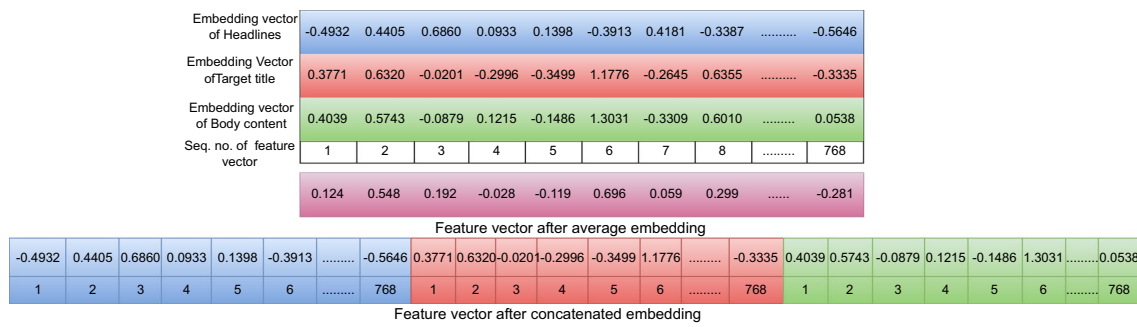 Embedding vector
of Headlines
-0.4932 0.4405 0.6860 0.0933 0.1398 -0.3913 0.4181 -0.3387 .......... -0.5646
Embedding Vector
ofTarget title
0.3771 0.6320 -0.0201 -0.2996 -0.3499 1.1776 -0.2645 0.6355 .......... -0.3335
Embedding vector
of Body content
0.4039 0.5743 -0.0879 0.1215 -0.1486 1.3031 -0.3309 0.6010 ......... 0.0538
Seq. no. of feature
vector
1 2 3 4 5 6 7 8 ......... 768
0.124 0.548 0.192 -0.028 -0.119 0.696 0.059 0.299 ...... -0.281
Feature vector after average embedding
-0.4932 0.4405 0.6860 0.0933 0.1398 -0.3913 ......... -0.5646 0.3771 0.6320 -0.0201 -0.2996 -0.3499 1.1776 ......... -0.3335 0.4039 0.5743 -0.0879 0.1215 -0.1486 1.3031 ......... 0.0538
1 2 3 4 5 6 ......... 768 1 2 3 4 5 6 ......... 768 1 2 3 4 5 6 ......... 768
Feature vector after concatenated embedding